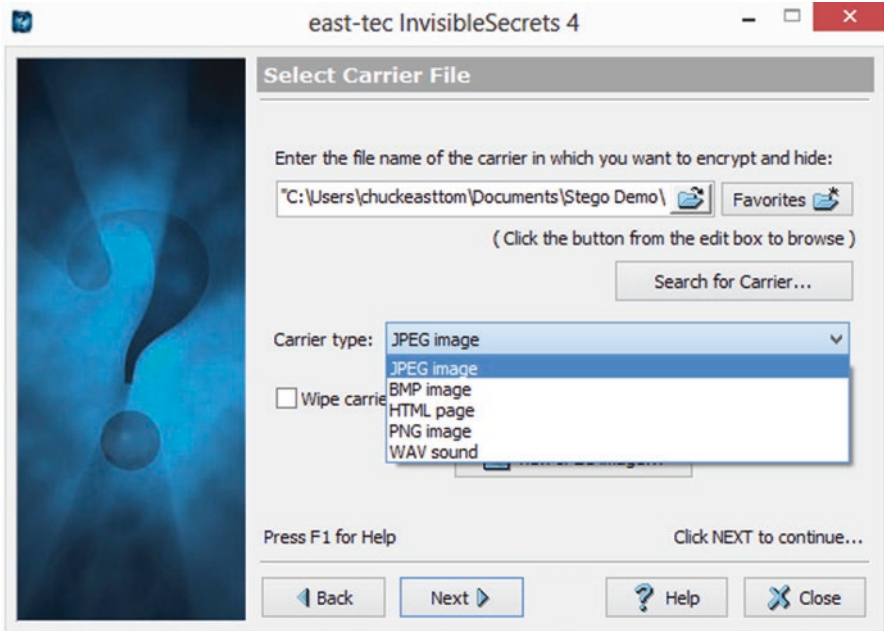 east-tec InvisibleSecrets 4
Select Carrier File
Enter the file name of the carrier in which you want to encrypt and hide:
"C:\Users\chuckeasttom\Documents\Stego Demo\
Favorites
( Click the button from the edit box to browse )
Search for Carrier...
Carrier type: JPEG image
JPEG image
Wipe carrie
BMP image
HTML page
PNG image
WAV sound
Press F1 for Help
Click NEXT to continue...
Back Next Help Close